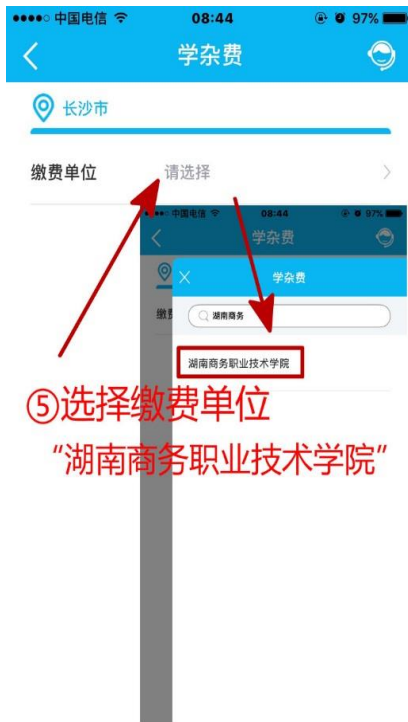 中国电信 08:44 97%
学杂费
长沙市
缴费单位 请选择
中国电信 08:44 97%
学杂费
学杂费
缴费
湖南商务
湖南商务职业技术学院
⑤选择缴费单位
“湖南商务职业技术学院”